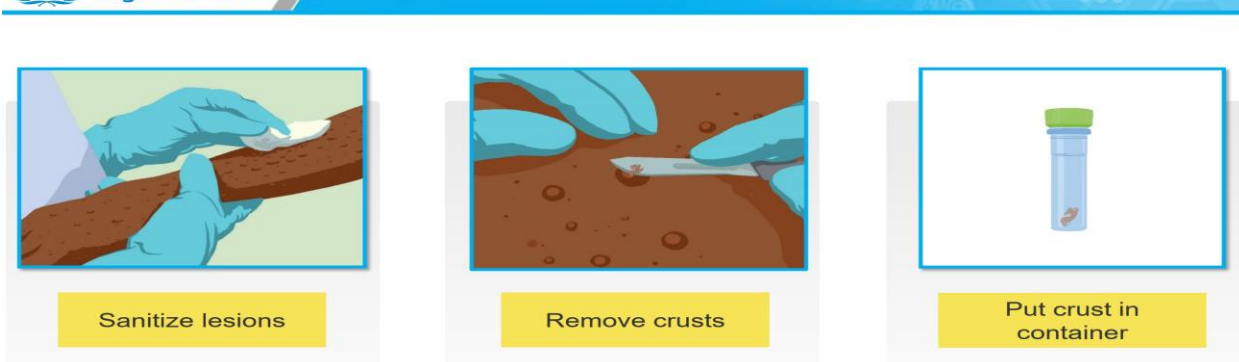 Sanitize lesions
Remove crusts
Put crust in
container